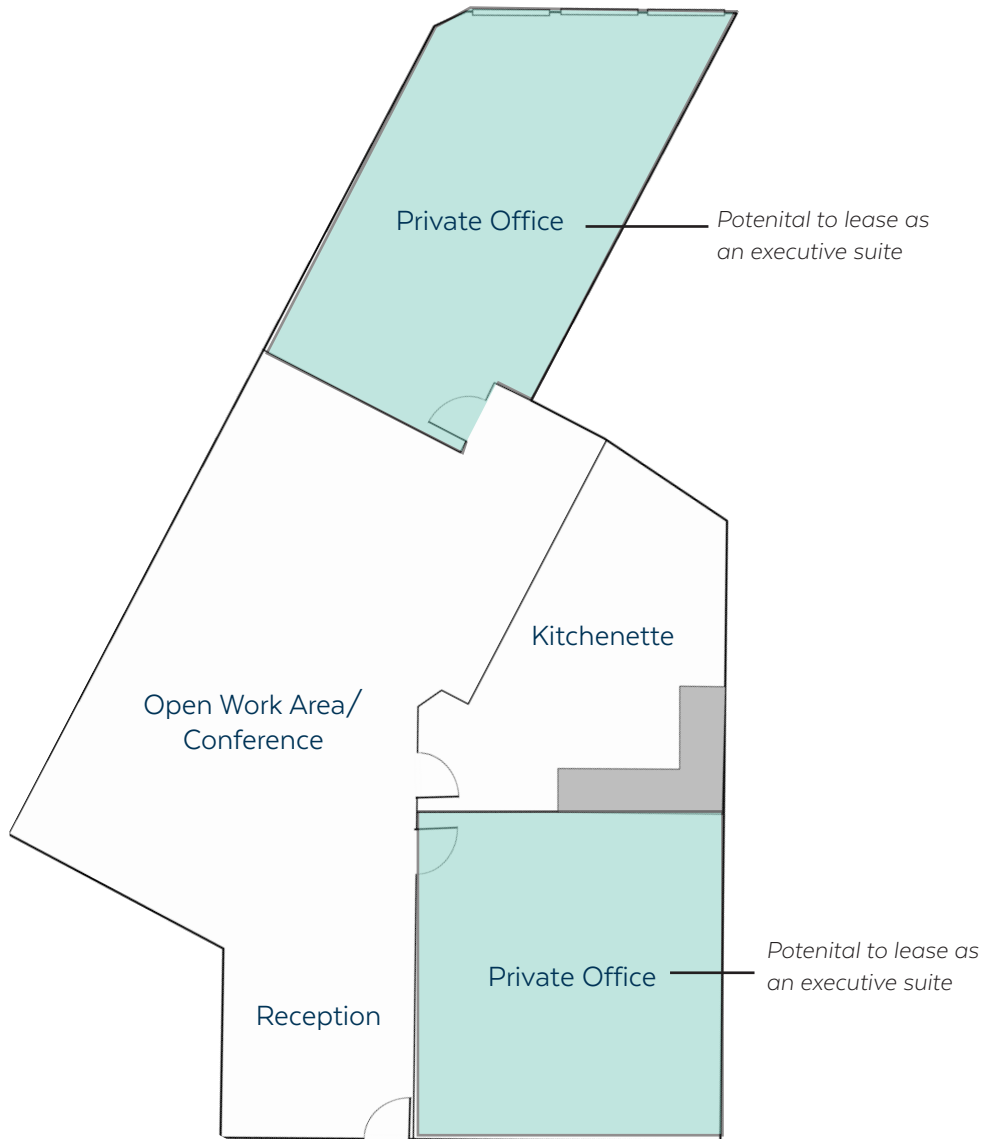 Private Office
Potenital to lease as
an executive suite
Kitchenette
Open Work Area/
Conference
Private Office
Potenital to lease as
an executive suite
Reception